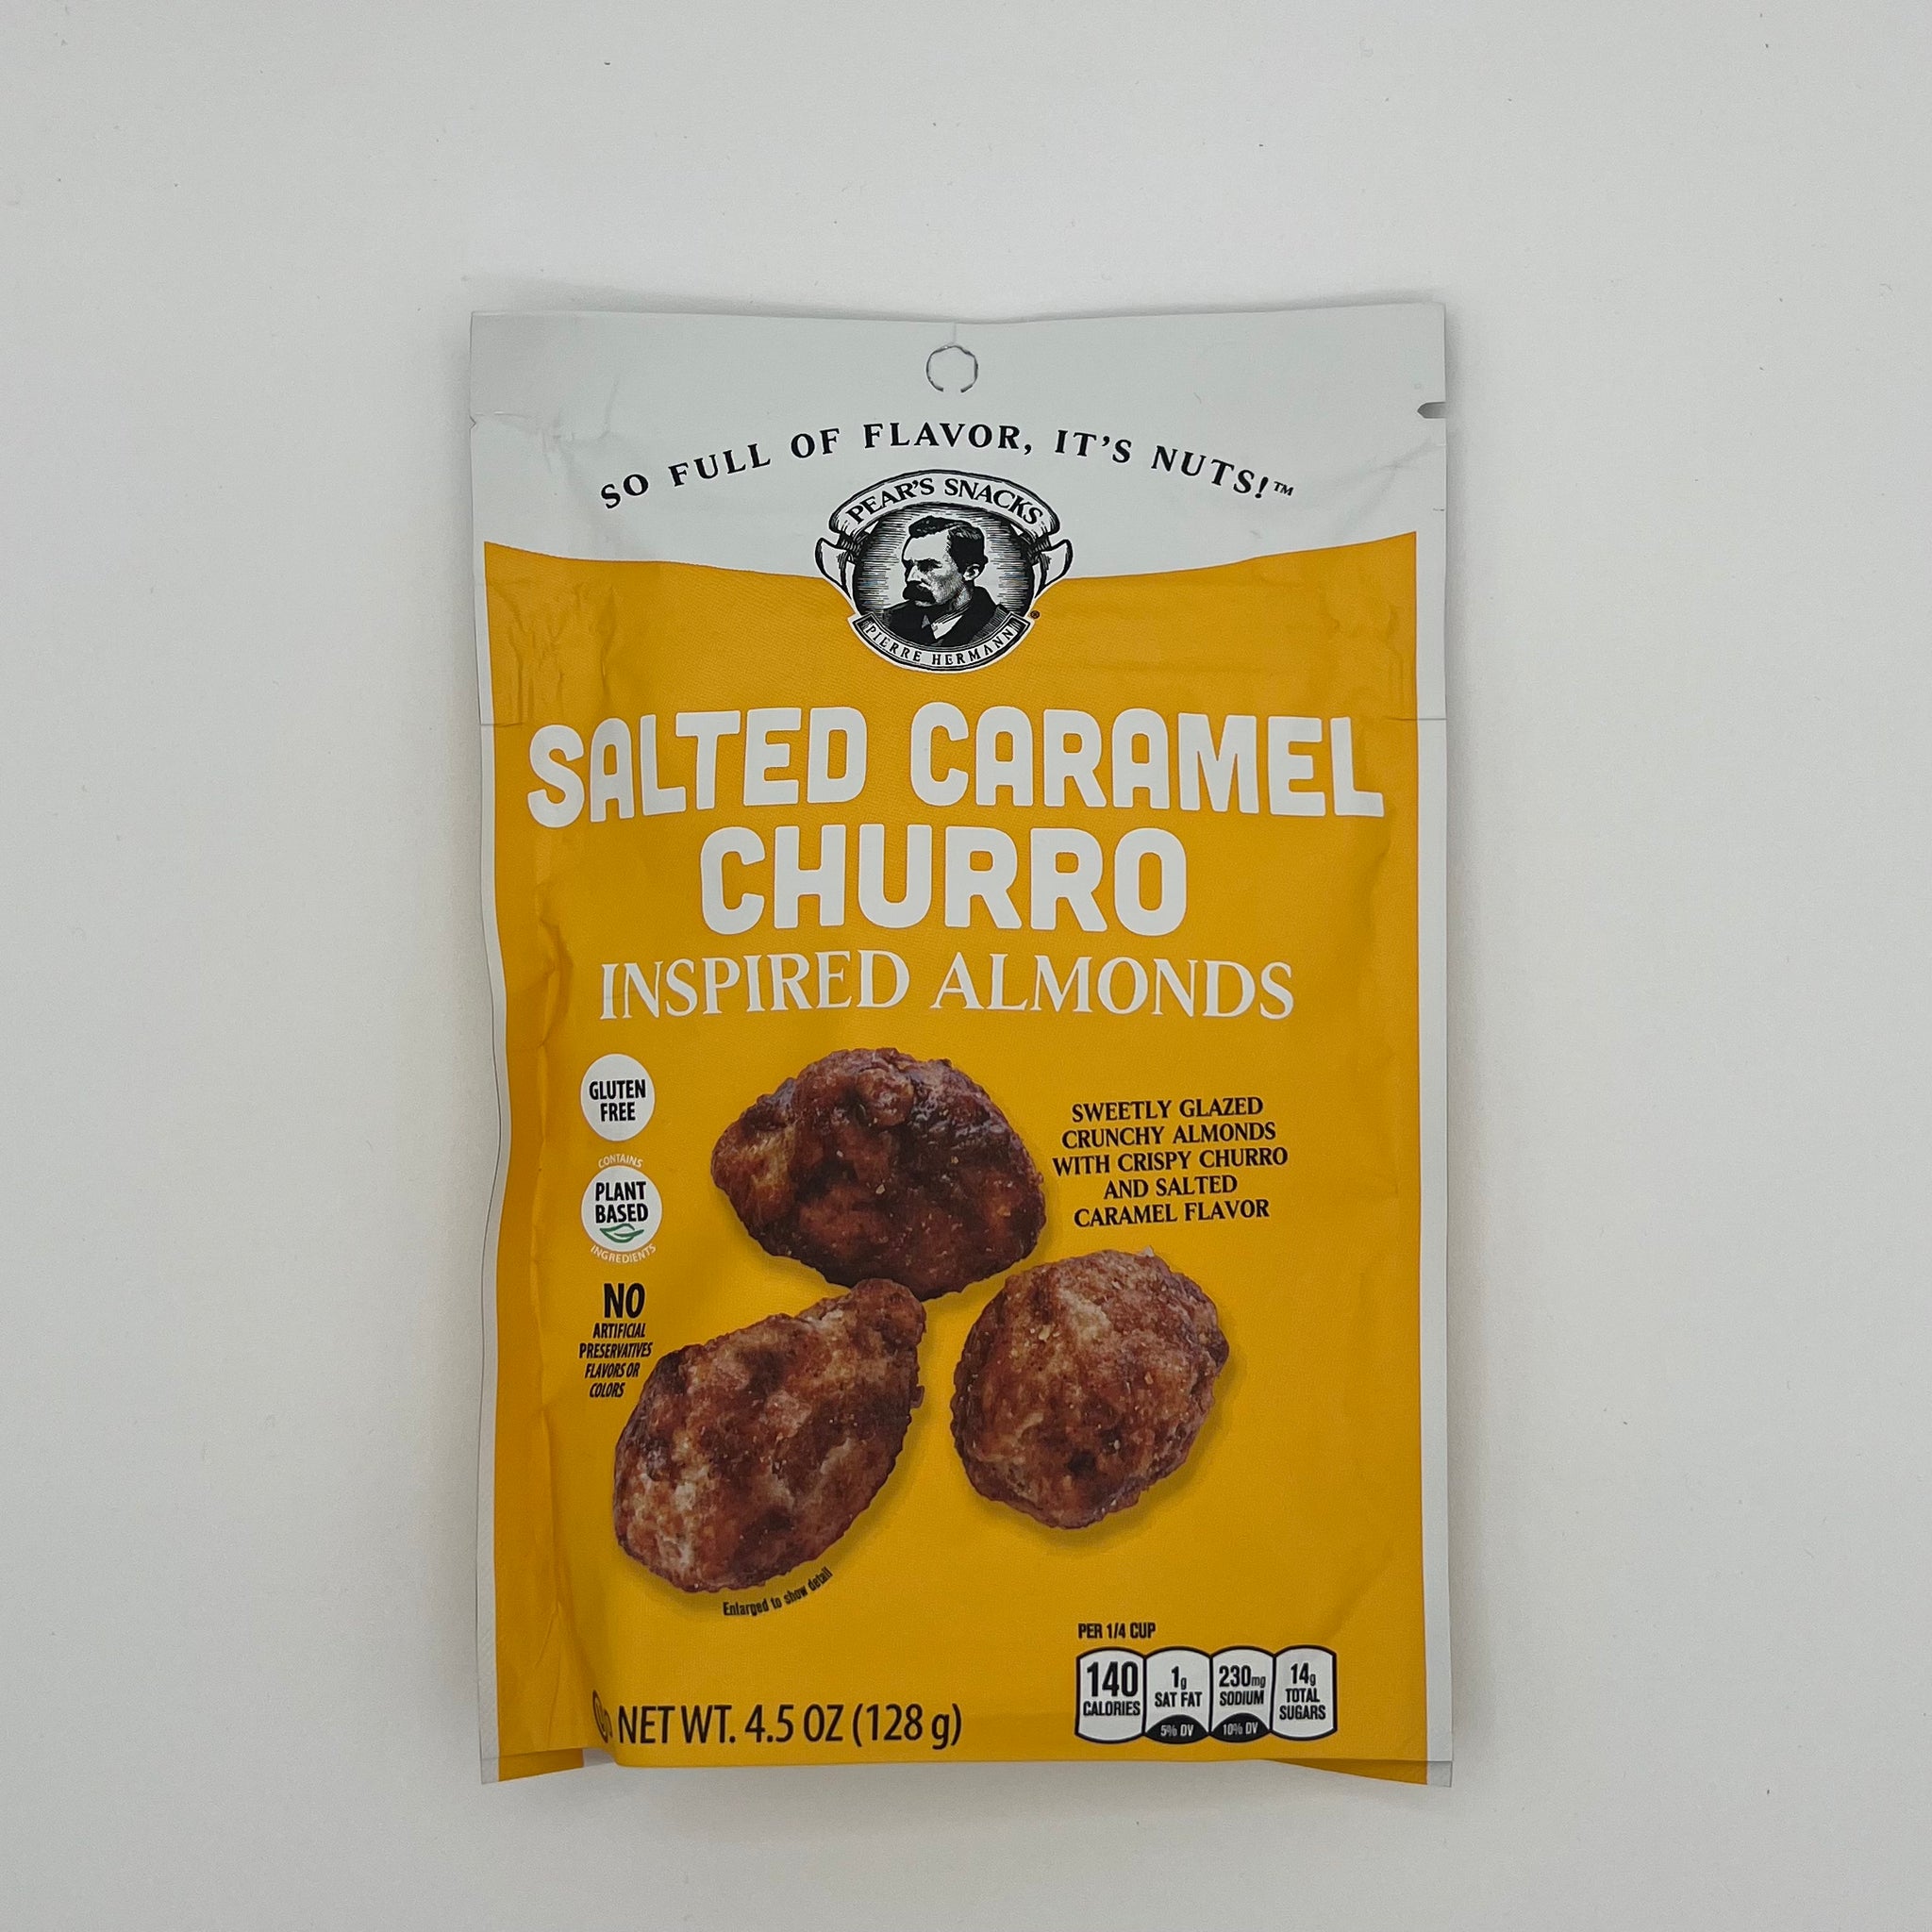 SO FULL OF FLAVOR, IT'S NUTS!™
PEAR'S SNACKS
PIERRE HERMANN ®
SALTED CARAMEL
CHURRO
INSPIRED ALMONDS
GLUTEN
FREE
CONTAINS
PLANT
BASED
INGREDIENTS
NO
ARTIFICIAL
PRESERVATIVES
FLAVORS OR
COLORS
SWEETLY GLAZED
CRUNCHY ALMONDS
WITH CRISPY CHURRO
AND SALTED
CARAMEL FLAVOR
Enlarged to show detail
PER 1/4 CUP
140
CALORIES
1g
SAT FAT
5% DV
230mg
SODIUM
10% DV
14g
TOTAL
SUGARS
NET WT. 4.5 OZ (128 g)